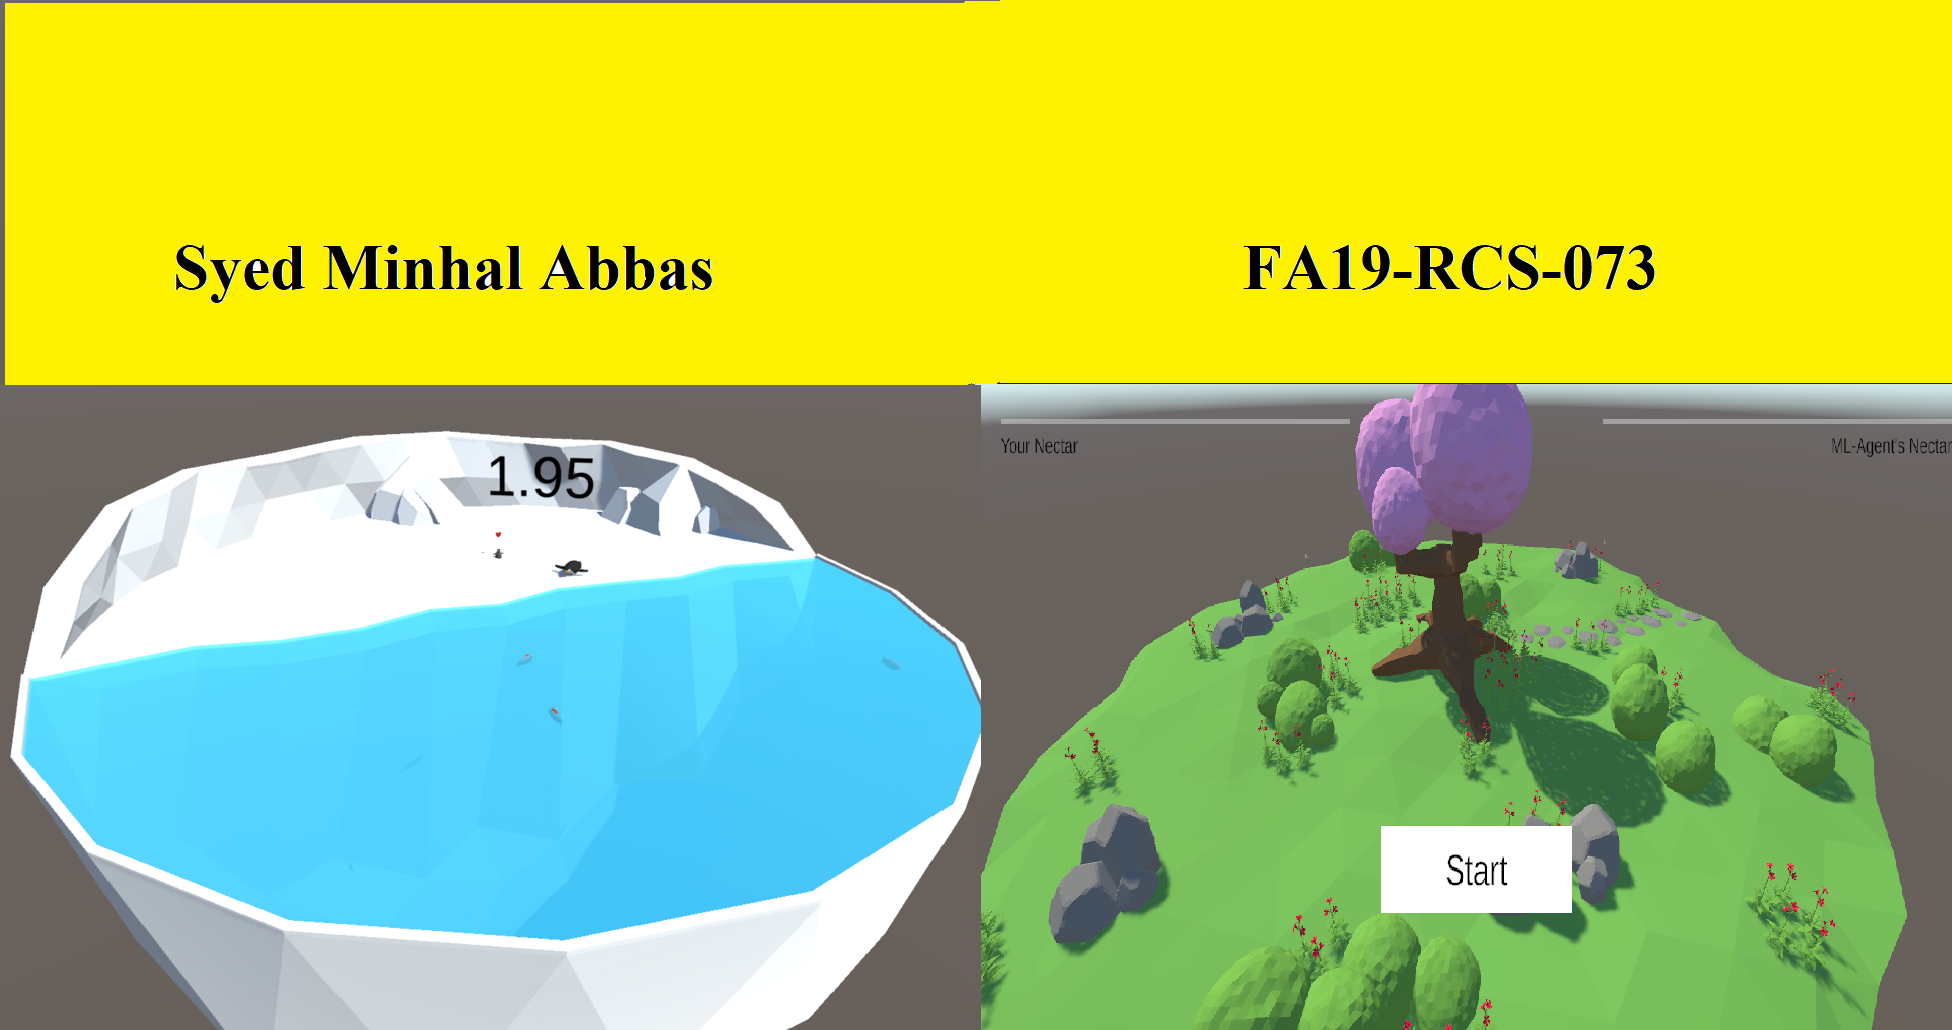 Syed Minhal Abbas
FA19-RCS-073
1.95
Your Nectar
ML-Agent's Nectar
Start